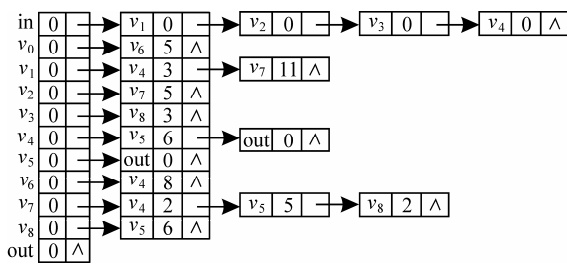 in 0 v₁ 0 v₂ 0 v₃ 0 v₄ 0 ∧
v₀ 0 v₆ 5 ∧
v₁ 0 v₄ 3 v₇ 11 ∧
v₂ 0 v₇ 5 ∧
v₃ 0 v₈ 3 ∧
v₄ 0 v₅ 6 out 0 ∧
v₅ 0 out 0 ∧
v₆ 0 v₄ 8 ∧
v₇ 0 v₄ 2 v₅ 5 v₈ 2 ∧
v₈ 0 v₅ 6 ∧
out 0 ∧